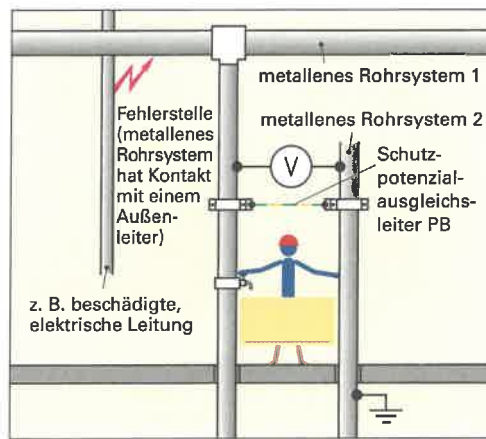 metallenes Rohrsystem 1
Fehlerstelle
(metallenes
Rohrsystem
hat Kontakt
mit einem
Außen-
leiter)
metallenes Rohrsystem 2
V
Schutz-
potenzial-
ausgleichs-
leiter PB
z. B. beschädigte,
elektrische Leitung